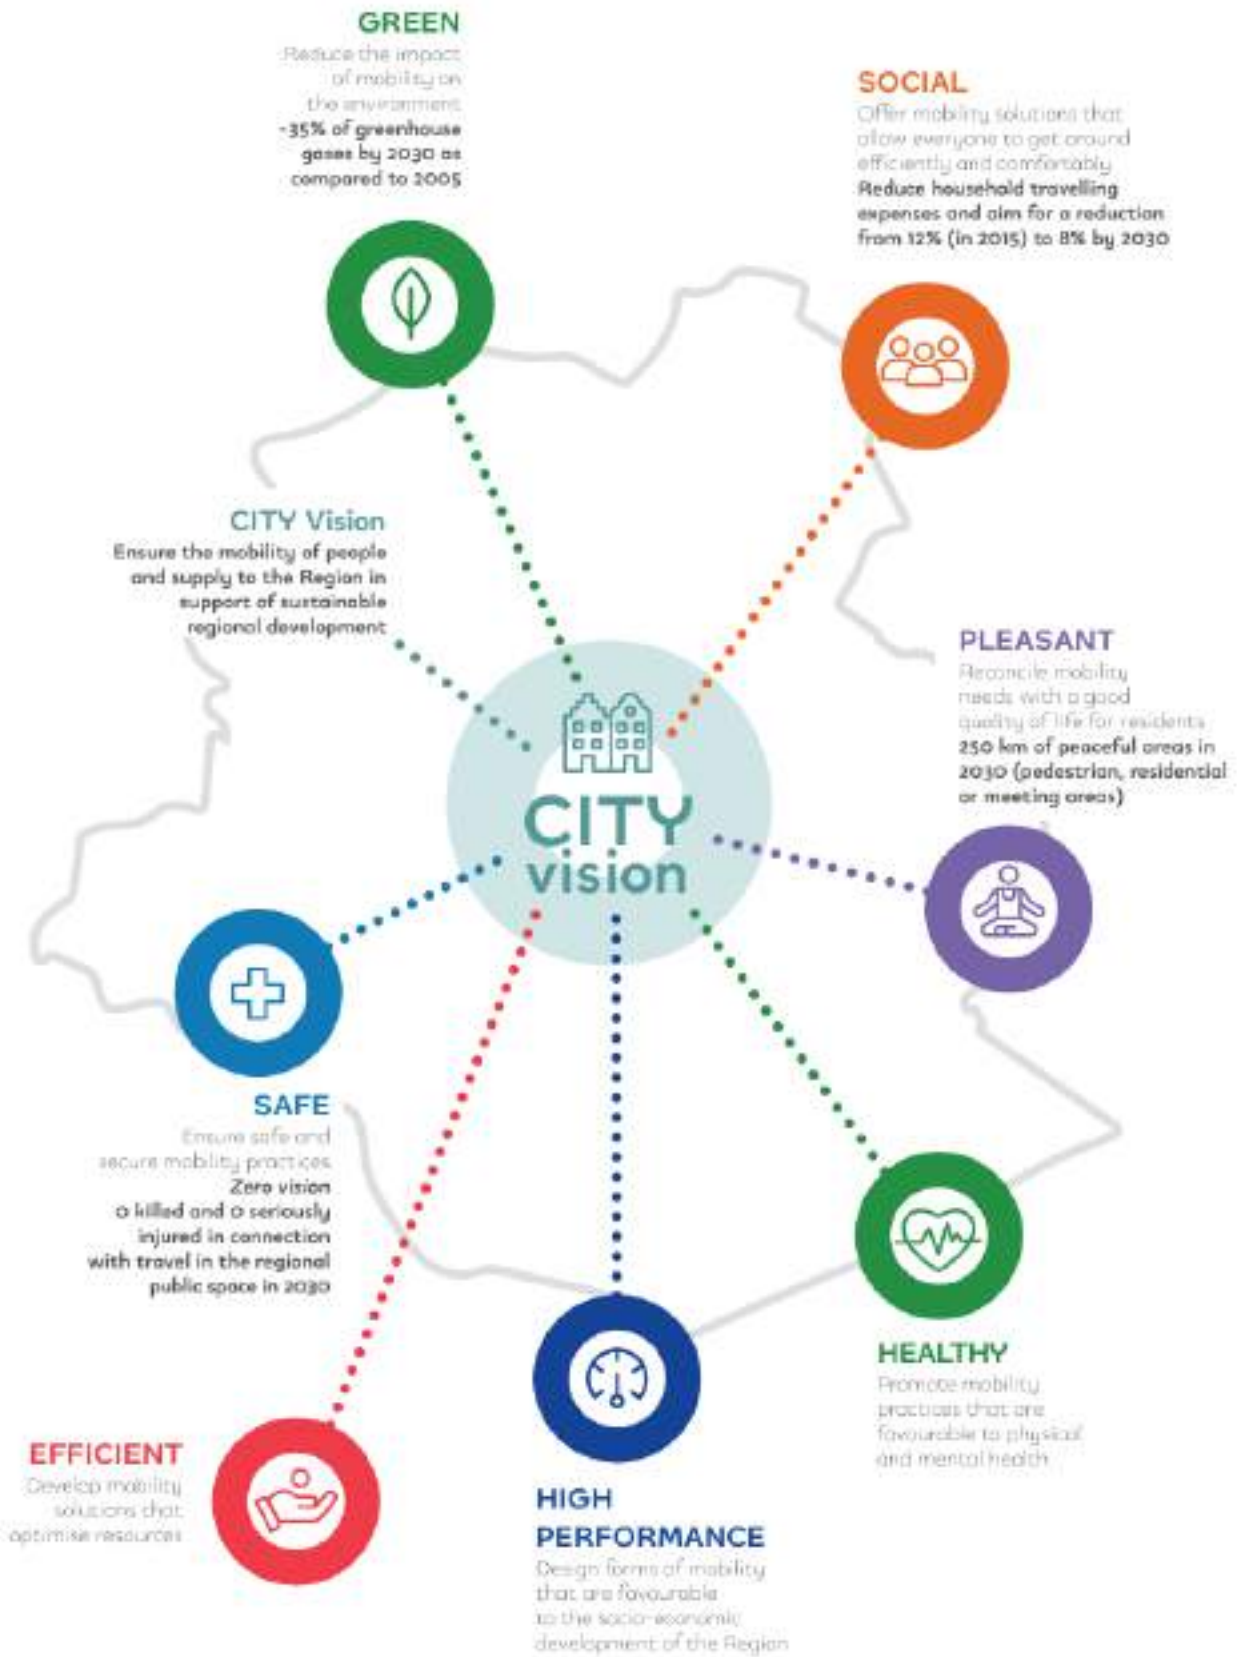 GREEN
Reduce the impact
of mobility on
the environment
-35% of greenhouse
gases by 2030 as
compared to 2005
SOCIAL
Offer mobility solutions that
allow everyone to get around
efficiently and comfortably
Reduce household travelling
expenses and aim for a reduction
from 12% (in 2015) to 8% by 2030
CITY Vision
Ensure the mobility of people
and supply to the Region in
support of sustainable
regional development
PLEASANT
Reconcile mobility
needs with a good
quality of life for residents
250 km of peaceful areas in
2030 (pedestrian, residential
or meeting areas)
CITY
vision
SAFE
Ensure safe and
secure mobility practices
Zero vision
0 killed and 0 seriously
injured in connection
with travel in the regional
public space in 2030
HEALTHY
Promote mobility
practices that are
favourable to physical
and mental health
EFFICIENT
Develop mobility
solutions that
optimise resources
HIGH
PERFORMANCE
Design forms of mobility
that are favourable
to the socio-economic
development of the Region